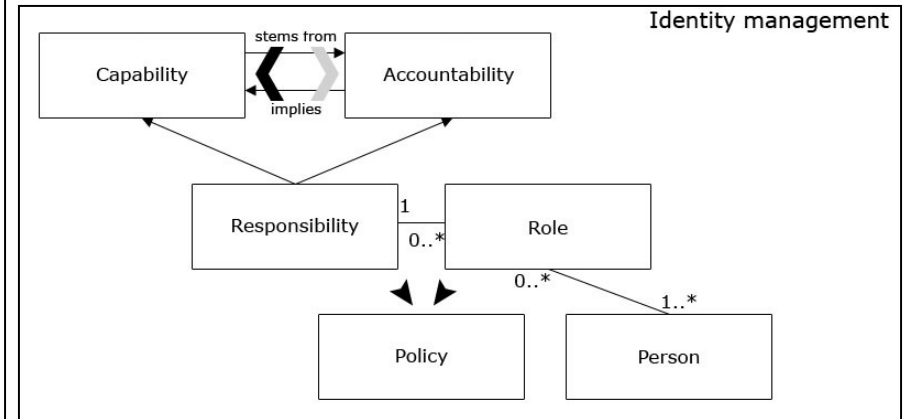 Identity management
stems from
Capability
Accountability
implies
Responsibility
1
0..*
Role
0..*
1..*
Policy
Person